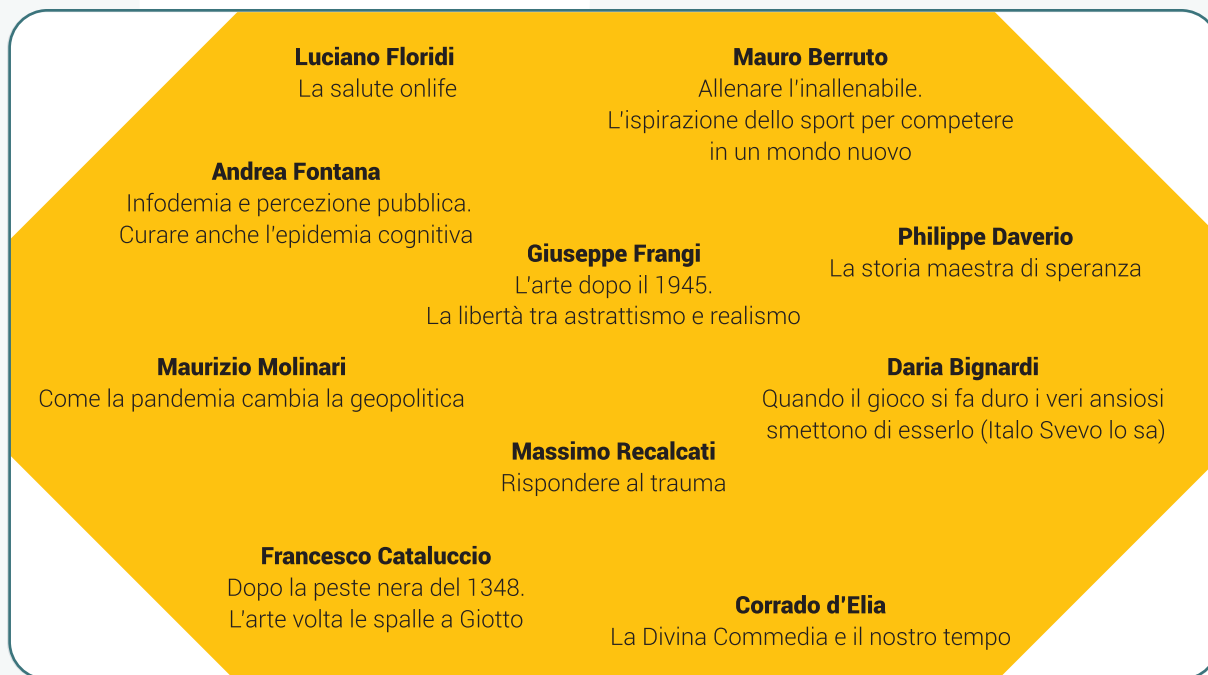 Luciano Floridi
La salute onlife
Mauro Berruto
Allenare l'inallenabile.
L'ispirazione dello sport per competere
in un mondo nuovo
Andrea Fontana
Infodemia e percezione pubblica.
Curare anche l'epidemia cognitiva
Giuseppe Frangi
L'arte dopo il 1945.
La libertà tra astrattismo e realismo
Philippe Daverio
La storia maestra di speranza
Maurizio Molinari
Come la pandemia cambia la geopolitica
Daria Bignardi
Quando il gioco si fa duro i veri ansiosi
smettono di esserlo (Italo Svevo lo sa)
Massimo Recalcati
Rispondere al trauma
Francesco Cataluccio
Dopo la peste nera del 1348.
L'arte volta le spalle a Giotto
Corrado d'Elia
La Divina Commedia e il nostro tempo